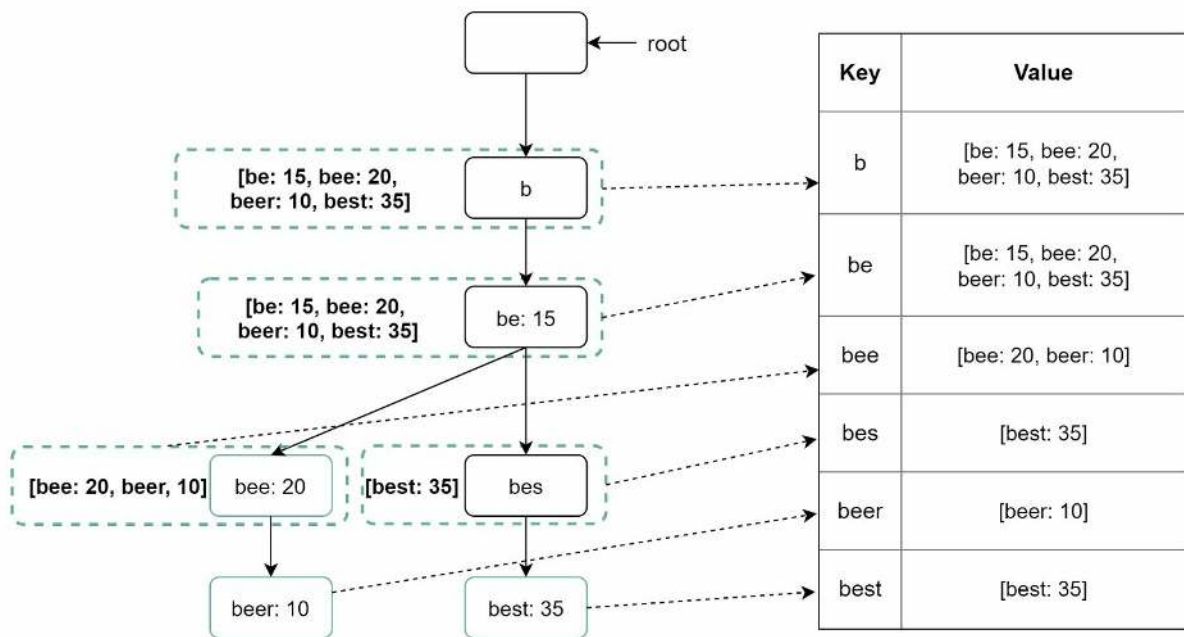 root
[be: 15, bee: 20,
beer: 10, best: 35]
b
[be: 15, bee: 20,
beer: 10, best: 35]
be: 15
[bee: 20, beer, 10]
bee: 20
[best: 35]
bes
beer: 10
best: 35
Key Value
b
[be: 15, bee: 20,
beer: 10, best: 35]
be
[be: 15, bee: 20,
beer: 10, best: 35]
bee [bee: 20, beer: 10]
bes [best: 35]
beer [beer: 10]
best [best: 35]